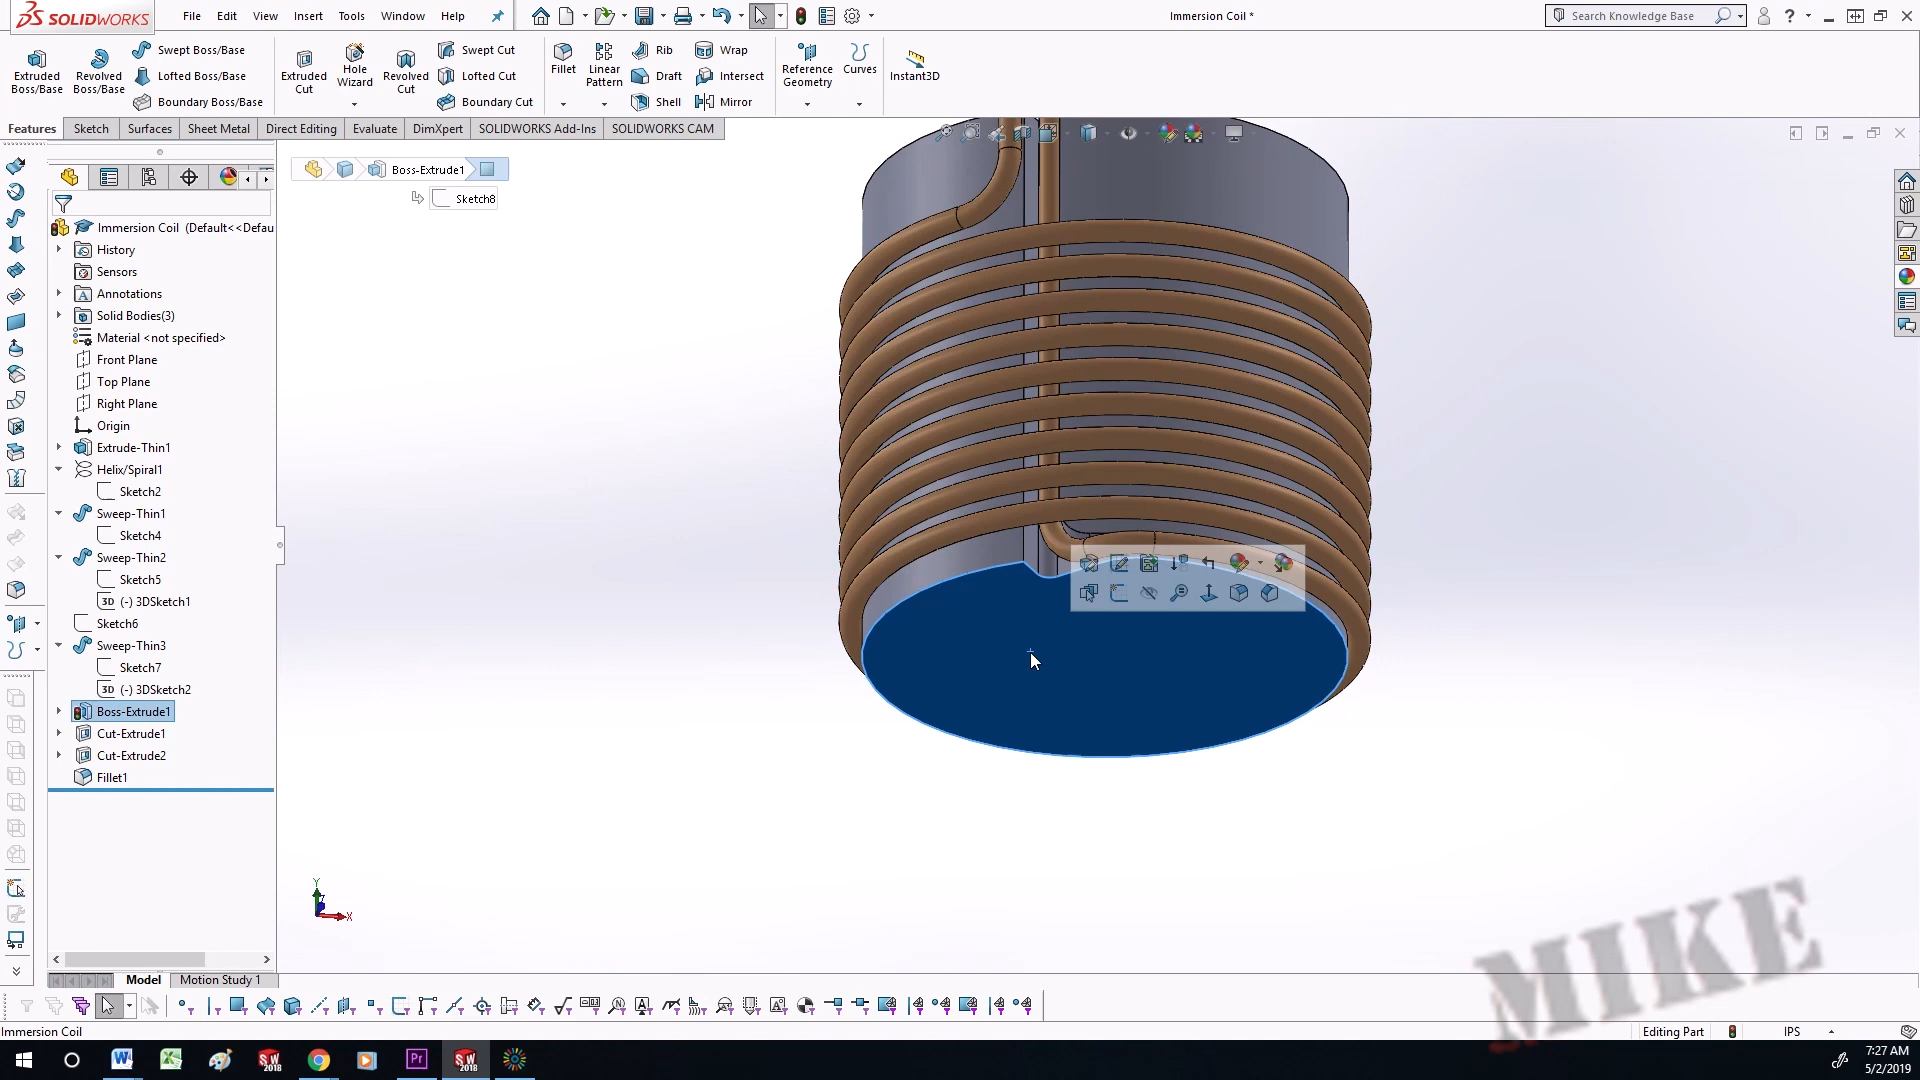 SOLIDWORKS
File Edit View Insert Tools Window Help
Immersion Coil *
Search Knowledge Base
Extruded Boss/Base
Revolved Boss/Base
Swept Boss/Base
Lofted Boss/Base
Boundary Boss/Base
Extruded Cut
Hole Wizard
Revolved Cut
Swept Cut
Lofted Cut
Boundary Cut
Fillet
Linear Pattern
Rib
Draft
Shell
Wrap
Intersect
Mirror
Reference Geometry
Curves
Instant3D
Features Sketch Surfaces Sheet Metal Direct Editing Evaluate DimXpert SOLIDWORKS Add-Ins SOLIDWORKS CAM
Boss-Extrude1
Sketch8
Immersion Coil (Default<<Defau
History
Sensors
Annotations
Solid Bodies(3)
Material <not specified>
Front Plane
Top Plane
Right Plane
Origin
Extrude-Thin1
Helix/Spiral1
Sketch2
Sweep-Thin1
Sketch4
Sweep-Thin2
Sketch5
3D (-) 3DSketch1
Sketch6
Sweep-Thin3
Sketch7
3D (-) 3DSketch2
Boss-Extrude1
Cut-Extrude1
Cut-Extrude2
Fillet1
Y
Z
X
MIKE
Model Motion Study 1
Immersion Coil
Editing Part
IPS
7:27 AM
5/2/2019